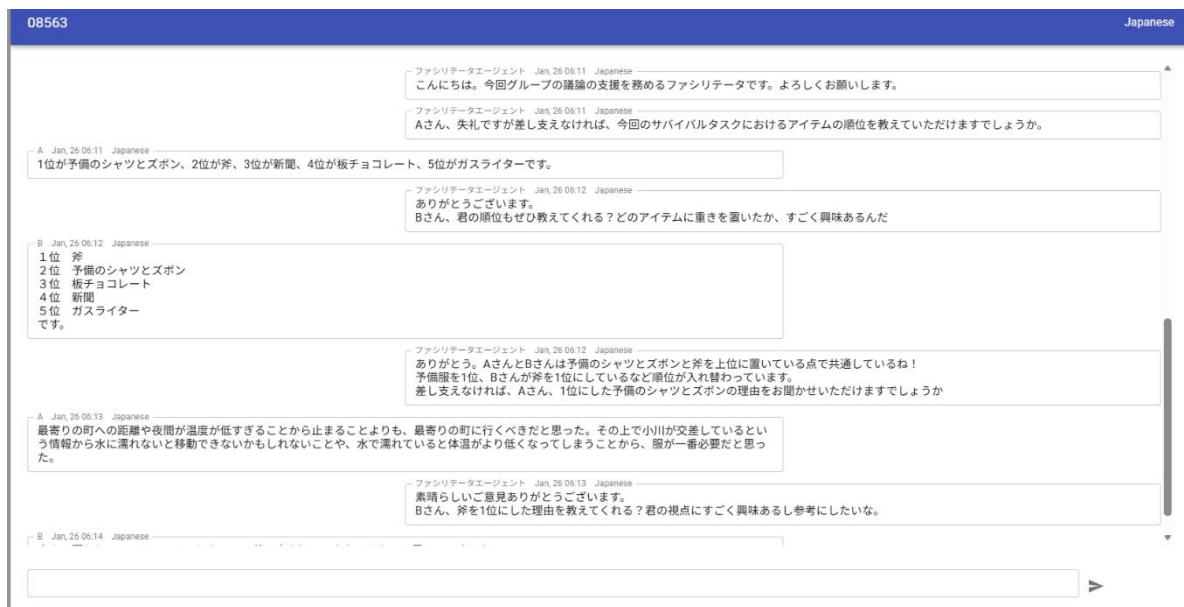 08563
Japanese
ファシリテータエージェント Jan, 26 06:11 Japanese
こんにちは。今回グループの議論の支援を務めるファシリテータです。よろしくお願いします。
ファシリテータエージェント Jan, 26 06:11 Japanese
Aさん、失礼ですが差し支えなければ、今回のサバイバルタスクにおけるアイテムの順位を教えていただけますでしょうか。
A Jan, 26 06:11 Japanese
1位が予備のシャツとズボン、2位が斧、3位が新聞、4位が板チョコレート、5位がガスライターです。
ファシリテータエージェント Jan, 26 06:12 Japanese
ありがとうございます。
Bさん、君の順位もぜひ教えてくれる？どのアイテムに重きを置いたか、すごく興味あるんだ
B Jan, 26 06:12 Japanese
１位 斧
２位 予備のシャツとズボン
３位 板チョコレート
４位 新聞
５位 ガスライター
です。
ファシリテータエージェント Jan, 26 06:12 Japanese
ありがとう。AさんとBさんは予備のシャツとズボンと斧を上位に置いている点で共通しているね！
予備服を1位、Bさんが斧を1位にしているなど順位が入れ替わっています。
差し支えなければ、Aさん、1位にした予備のシャツとズボンの理由をお聞かせいただけますでしょうか
A Jan, 26 06:13 Japanese
最寄りの町への距離や夜間が温度が低すぎることから止まることよりも、最寄りの町に行くべきだと思った。その上で小川が交差しているとい
う情報から水に濡れないと移動できないかもしれないことや、水で濡れていると体温がより低くなってしまうことから、服が一番必要だと思っ
た。
ファシリテータエージェント Jan, 26 06:13 Japanese
素晴らしいご意見ありがとうございます。
Bさん、斧を1位にした理由を教えてくれる？君の視点にすごく興味あるし参考にしたいな。
B Jan, 26 06:14 Japanese